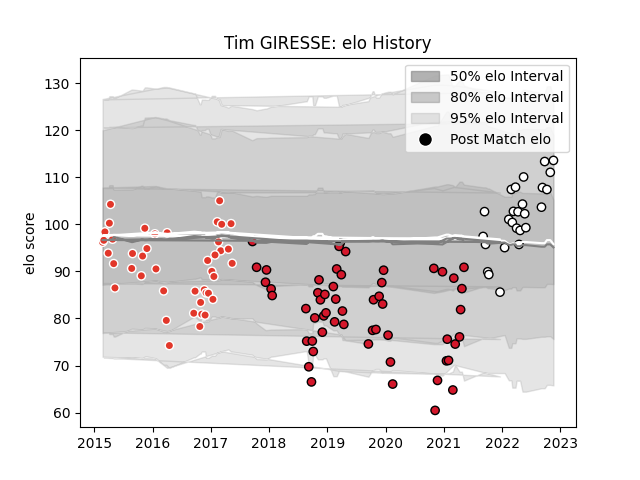 Tim GIRESSE: elo History
50% elo Interval
80% elo Interval
95% elo Interval
Post Match elo
elo score
130
120
110
100
90
80
70
60
2015 2016 2017 2018 2019 2020 2021 2022 2023